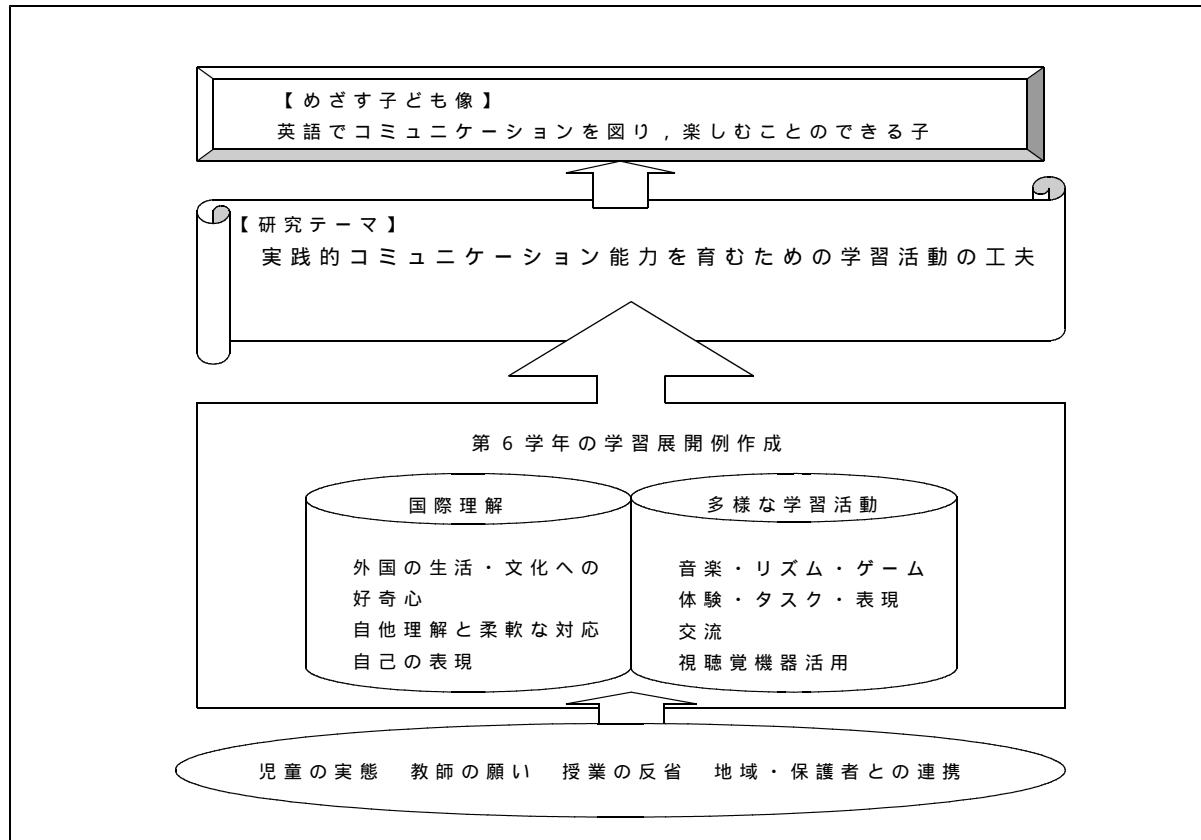 【めざす子ども像】
英語でコミュニケーションを図り,楽しむことのできる子
【研究テーマ】
実践的コミュニケーション能力を育むための学習活動の工夫
第6学年の学習展開例作成
国際理解
外国の生活・文化への
好奇心
自他理解と柔軟な対応
自己の表現
多様な学習活動
音楽・リズム・ゲーム
体験・タスク・表現
交流
視聴覚機器活用
児童の実態 教師の願い 授業の反省 地域・保護者との連携